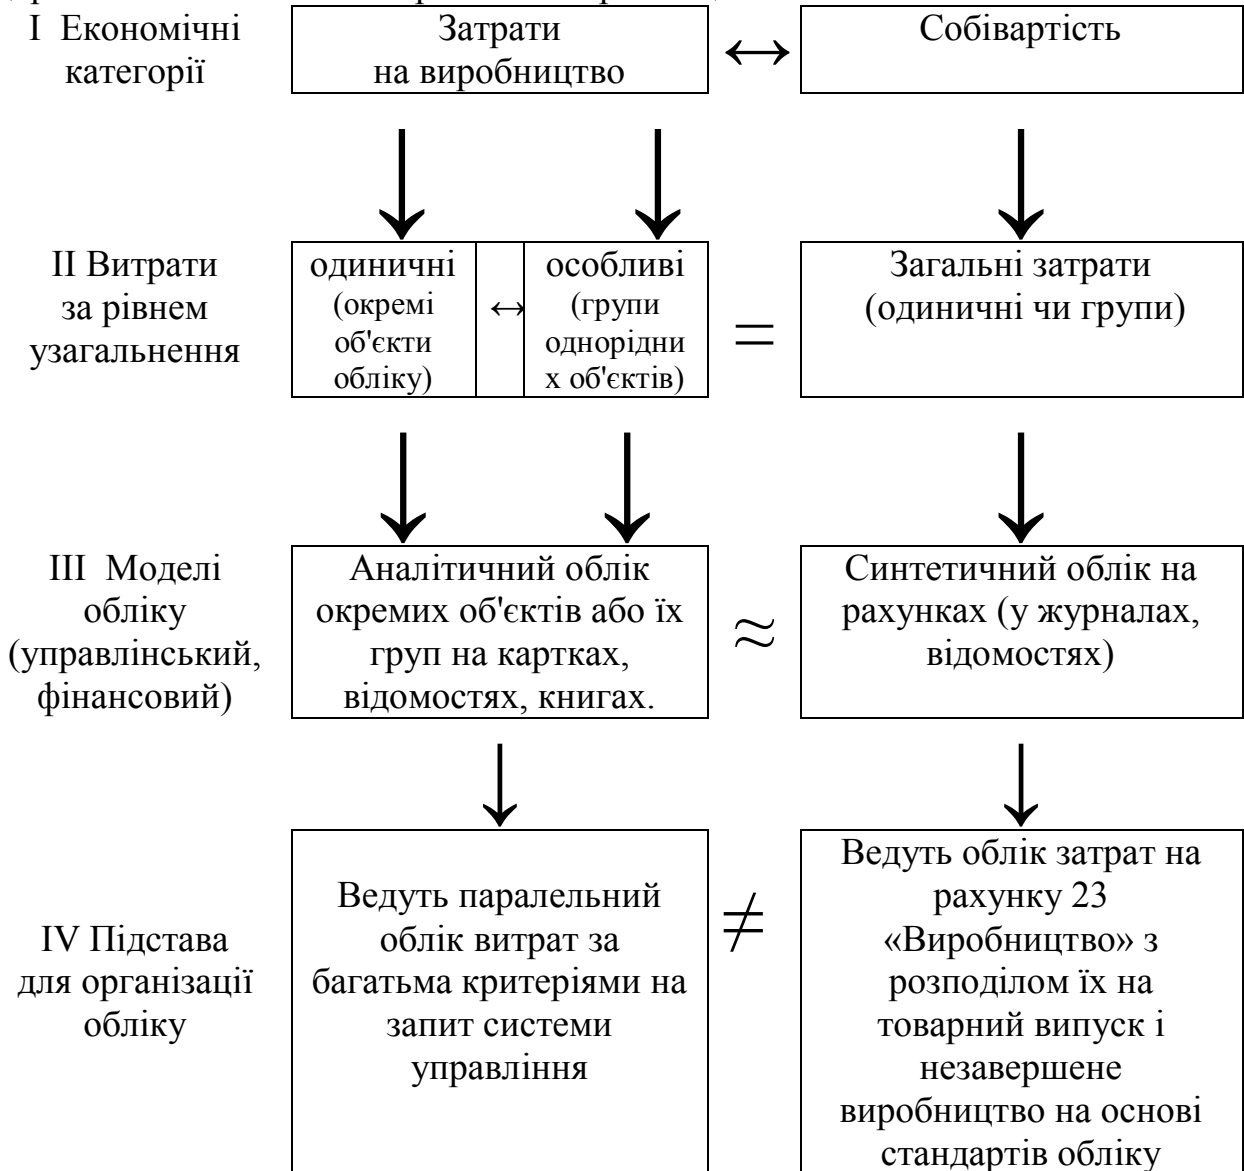 І Економічні
категорії
Затрати
на виробництво
↔
Собівартість
ІІ Витрати
за рівнем
узагальнення
одиничні
(окремі
об'єкти
обліку)
↔
особливі
(групи
однорідни
х об'єктів)
=
Загальні затрати
(одиничні чи групи)
ІІІ Моделі
обліку
(управлінський,
фінансовий)
Аналітичний облік
окремих об'єктів або їх
груп на картках,
відомостях, книгах.
≈
Синтетичний облік на
рахунках (у журналах,
відомостях)
IV Підстава
для організації
обліку
Ведуть паралельний
облік витрат за
багатьма критеріями на
запит системи
управління
≠
Ведуть облік затрат на
рахунку 23
«Виробництво» з
розподілом їх на
товарний випуск і
незавершене
виробництво на основі
стандартів обліку